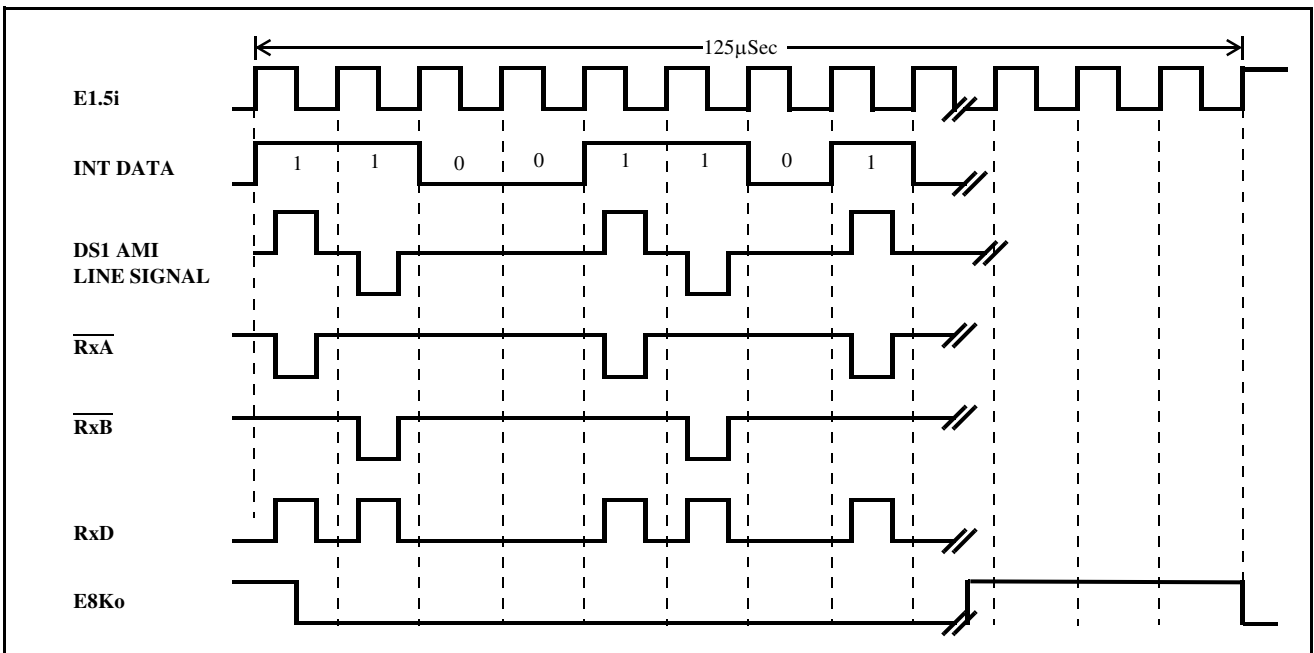 125µSec
E1.5i
INT DATA
1 1 0 0 1 1 0 1
DS1 AMI
LINE SIGNAL
RxA
RxB
RxD
E8Ko